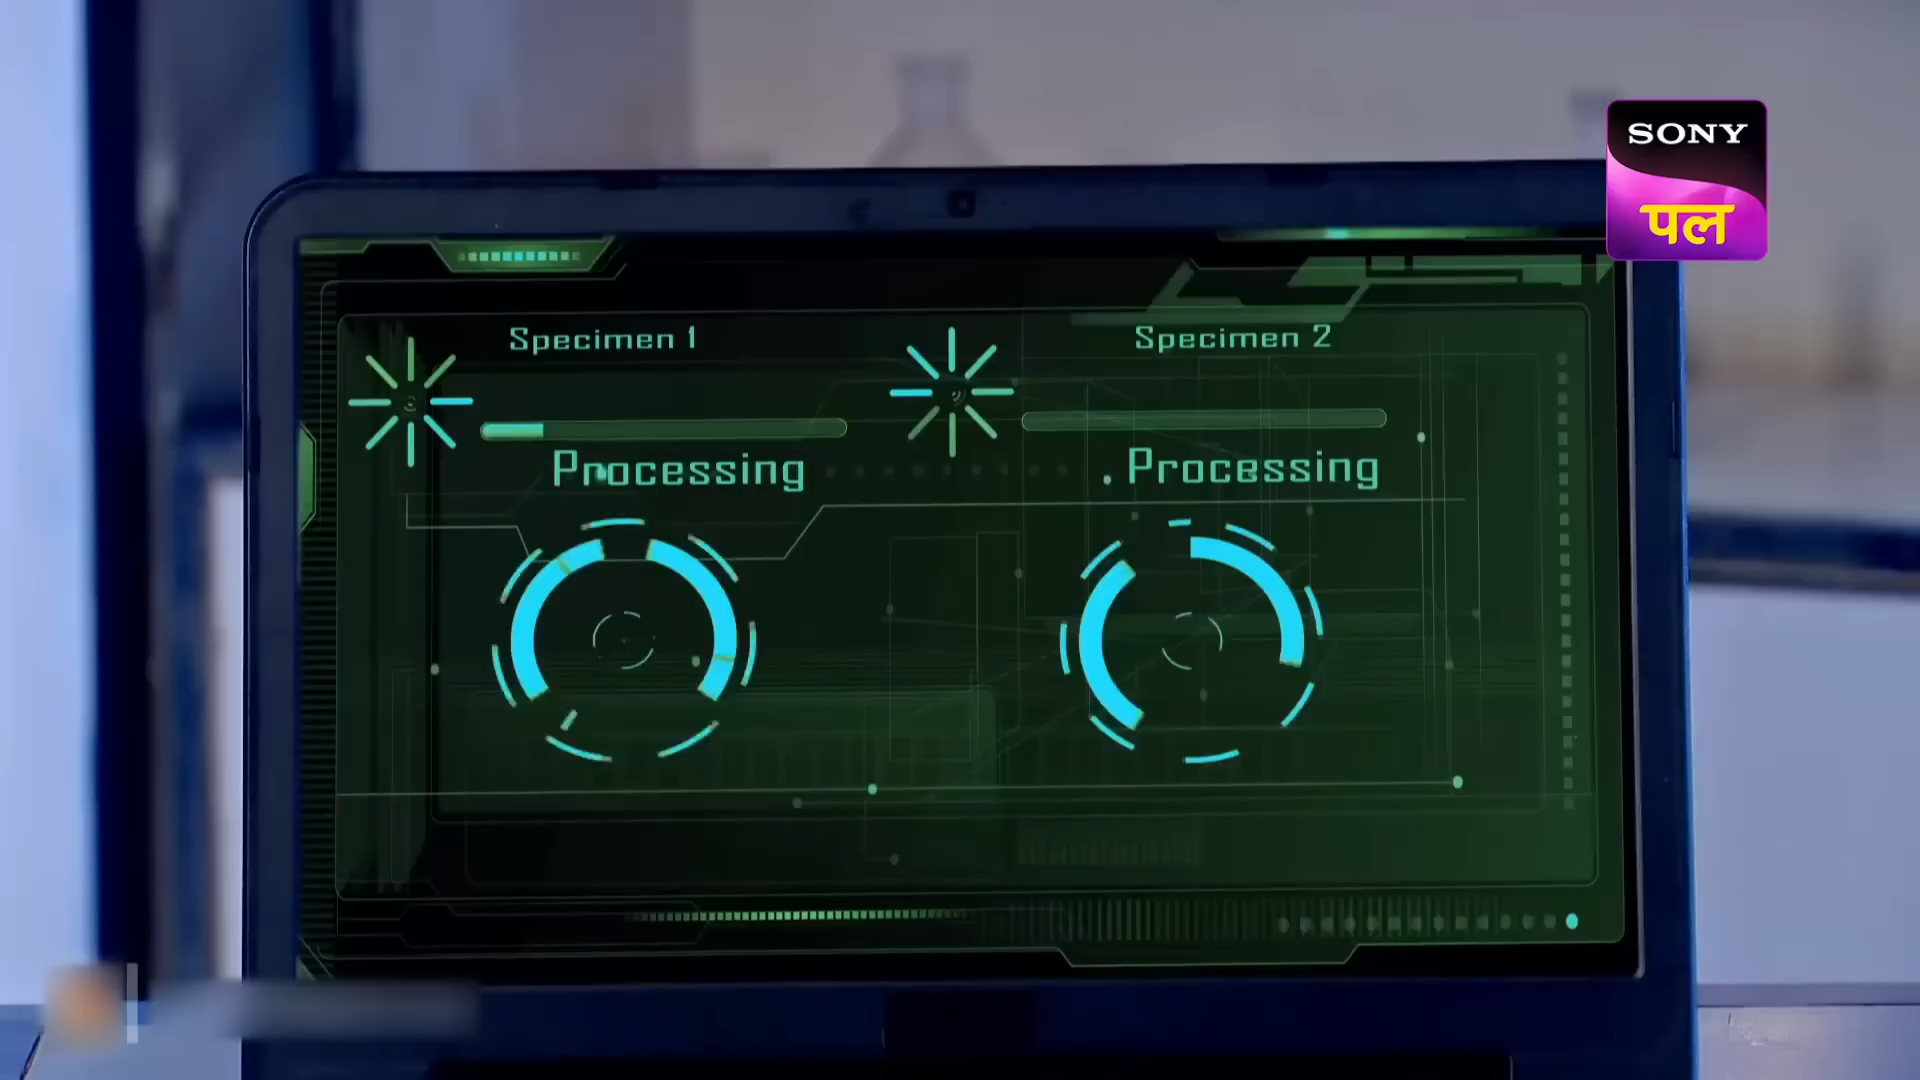 SONY
पल
Specimen 1
Specimen 2
Processing
Processing